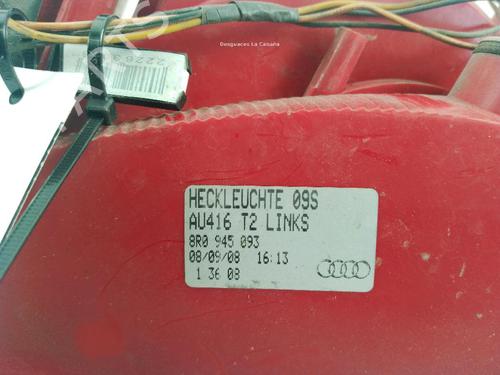 Desguaces La Cabaña
HECKLEUCHTE 09S
AU416 T2 LINKS
8R0 945 093
08/09/08 16:13
1 36 08